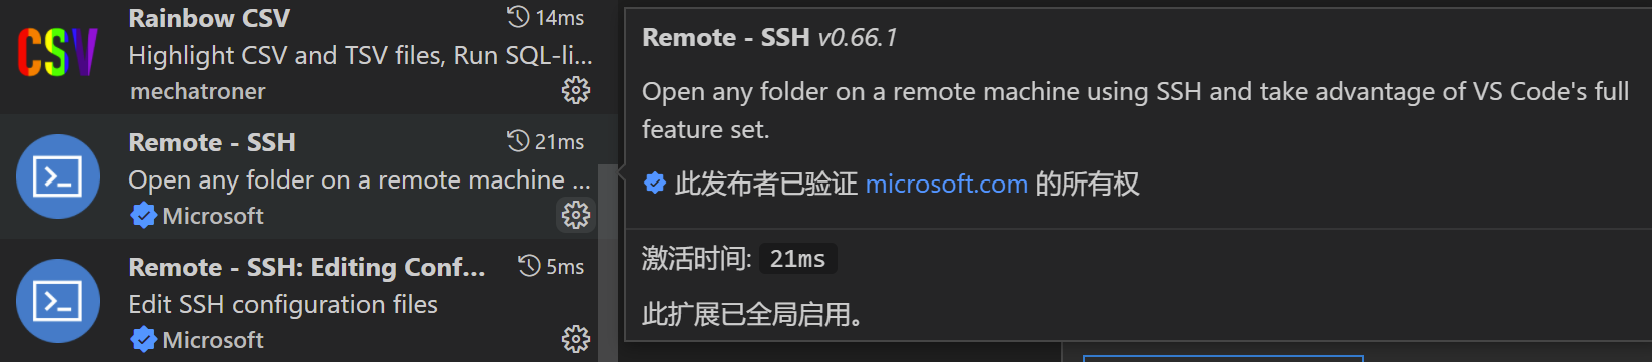 CSV
Rainbow CSV
14ms
Highlight CSV and TSV files, Run SQL-li...
mechatroner
Remote - SSH
21ms
Open any folder on a remote machine ...
Microsoft
Remote - SSH: Editing Conf...
5ms
Edit SSH configuration files
Microsoft
Remote - SSH v0.66.1
Open any folder on a remote machine using SSH and take advantage of VS Code's full
feature set.
此发布者已验证 microsoft.com 的所有权
激活时间: 21ms
此扩展已全局启用。